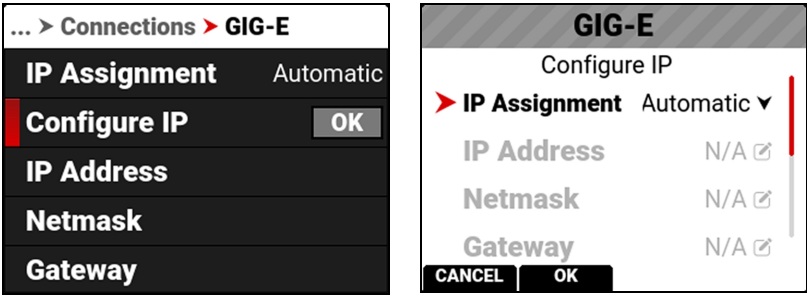 ... > Connections > GIG-E
IP Assignment Automatic
Configure IP OK
IP Address
Netmask
Gateway
GIG-E
Configure IP
IP Assignment Automatic
IP Address N/A
Netmask N/A
Gateway N/A
CANCEL OK